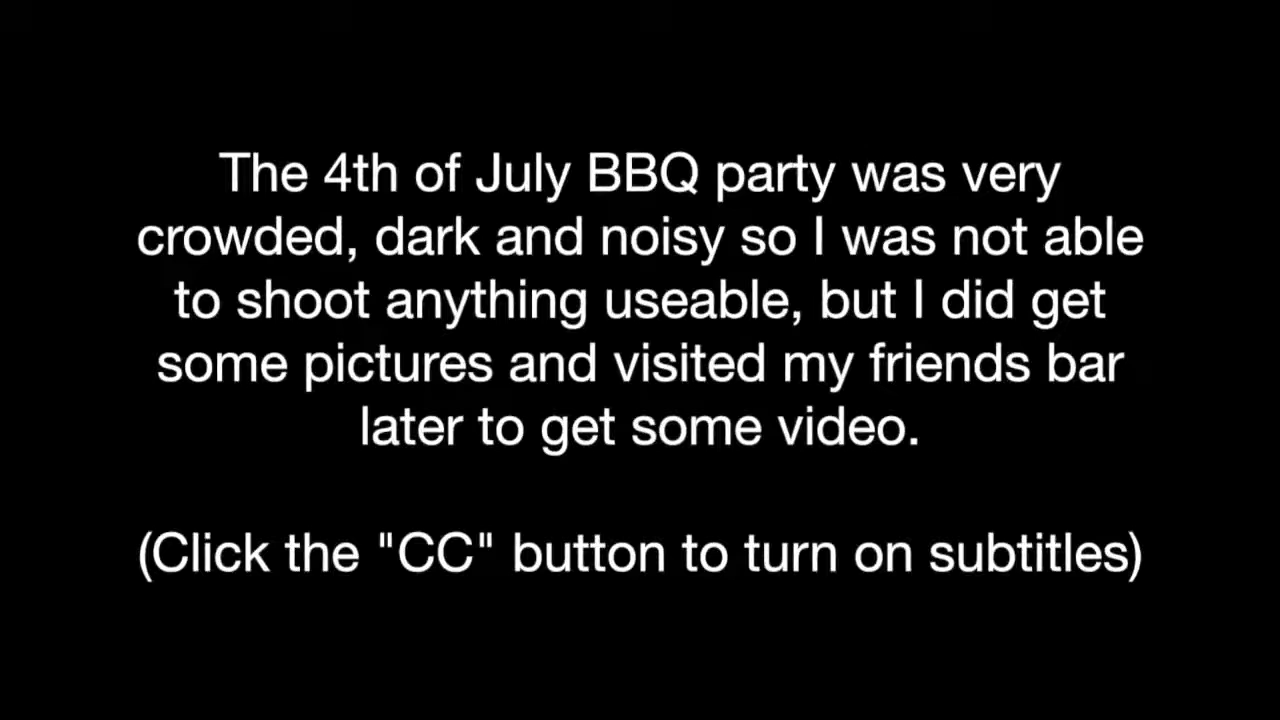 The 4th of July BBQ party was very
crowded, dark and noisy so I was not able
to shoot anything useable, but I did get
some pictures and visited my friends bar
later to get some video.
(Click the "CC" button to turn on subtitles)